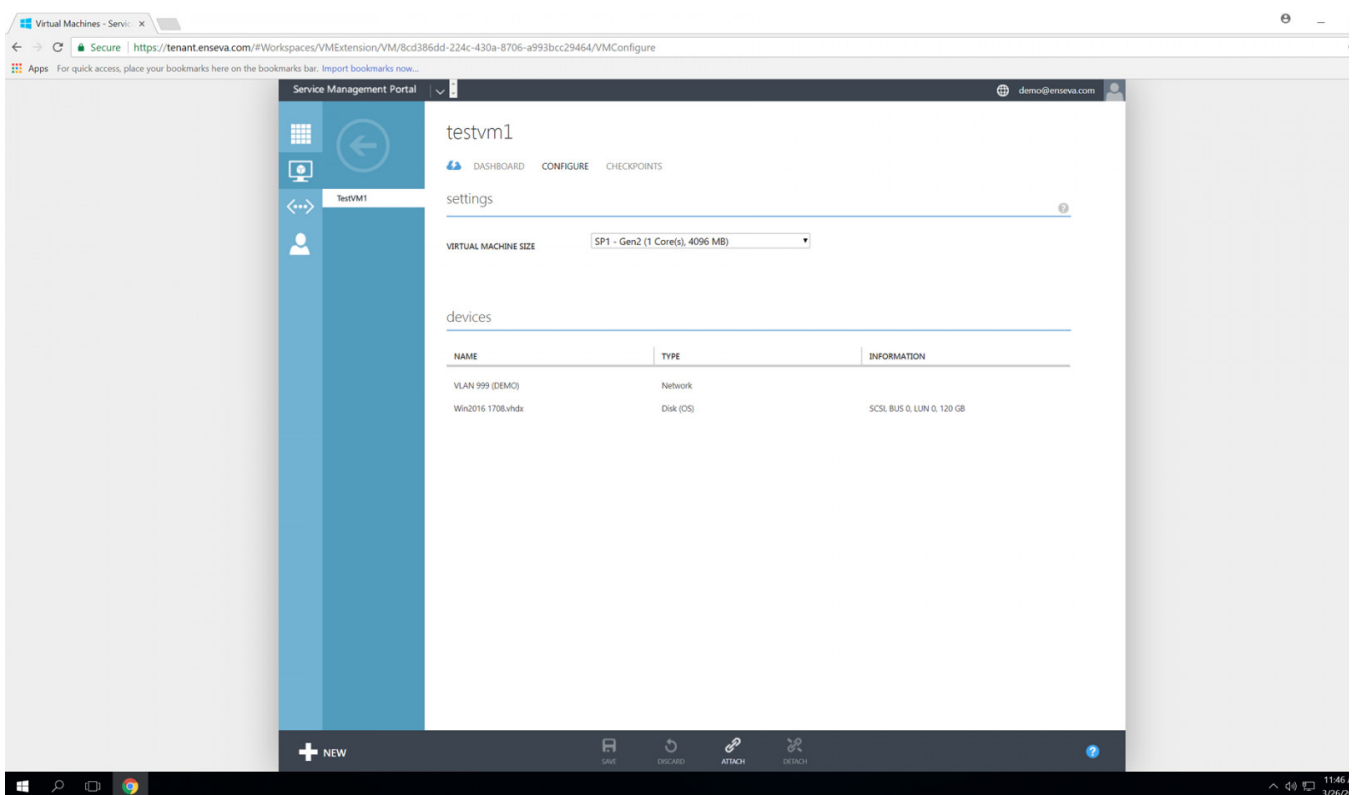 Virtual Machines - Servic
Secure | https://tenant.enseva.com/#Workspaces/VMExtension/VM/8cd386dd-224c-430a-8706-a993bcc29464/VMConfigure
Apps For quick access, place your bookmarks here on the bookmarks bar. Import bookmarks now...
Service Management Portal
demo@enseva.com
testvm1
DASHBOARD CONFIGURE CHECKPOINTS
TestVM1
settings
VIRTUAL MACHINE SIZE SP1 - Gen2 (1 Core(s), 4096 MB)
devices
NAME TYPE INFORMATION
VLAN 999 (DEMO) Network
Win2016 1708.vhdx Disk (OS) SCSI, BUS 0, LUN 0, 120 GB
NEW
SAVE DISCARD ATTACH DETACH
11:46
3/26/2